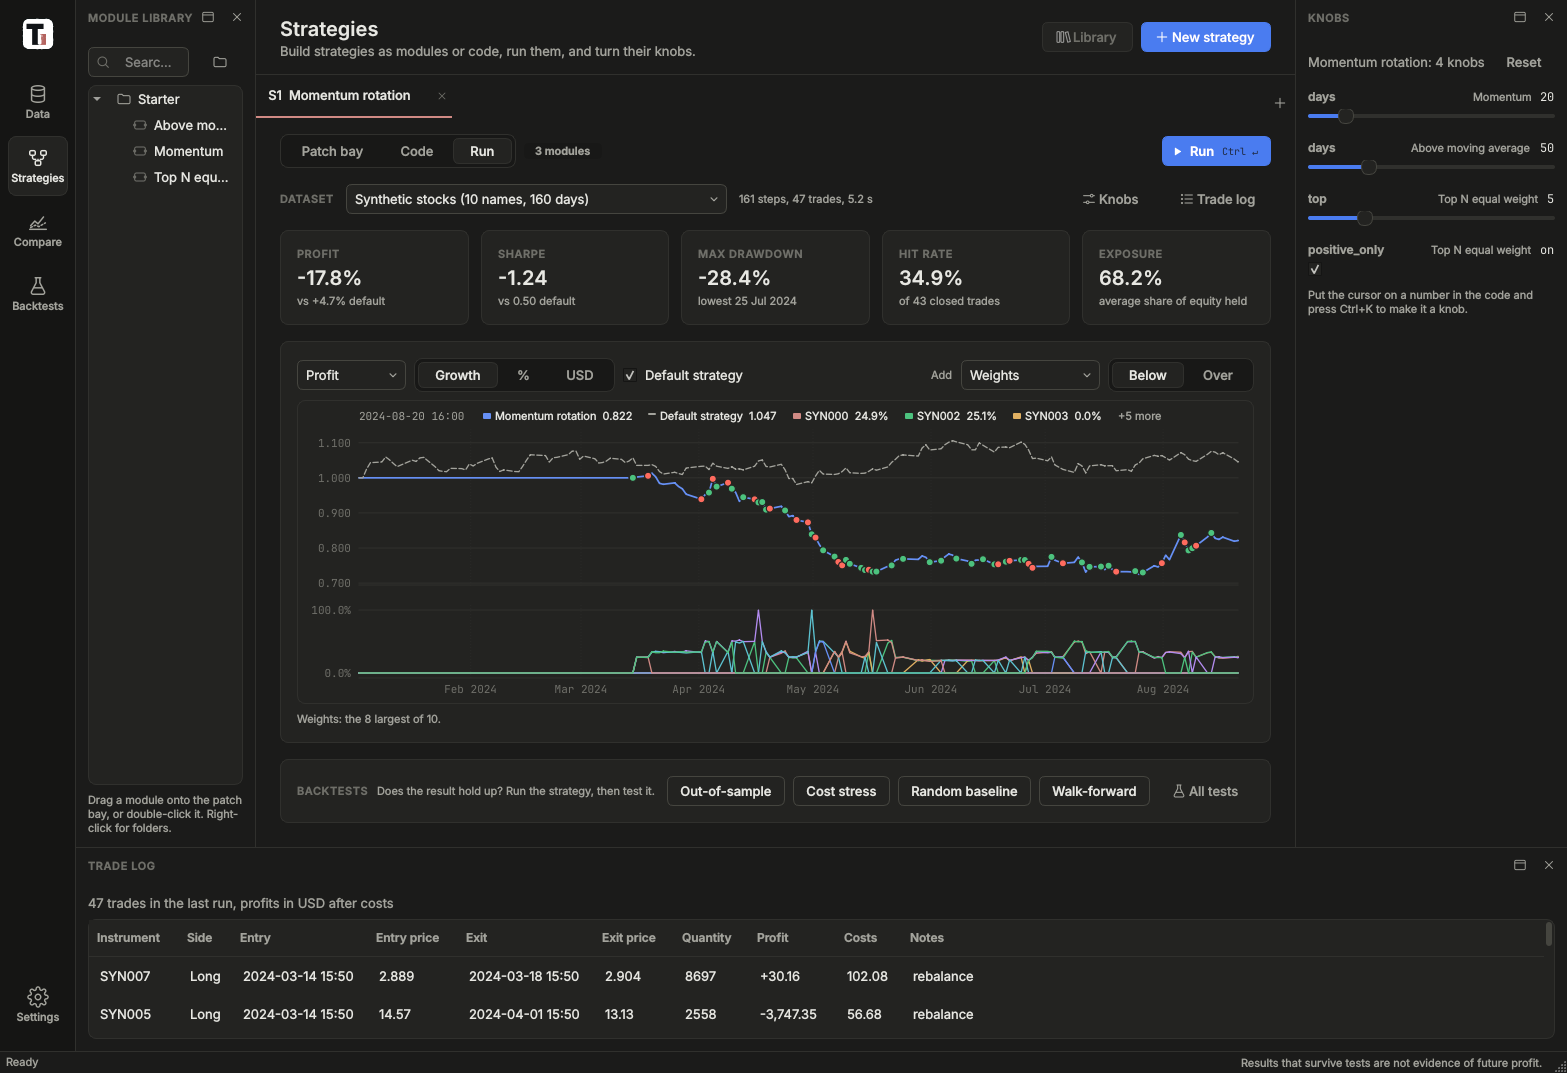 MODULE LIBRARY
Searc...
Starter
Above mo...
Momentum
Top N equ...
Drag a module onto the patch
bay, or double-click it. Right-
click for folders.
Data
Strategies
Compare
Backtests
Settings
Strategies
Build strategies as modules or code, run them, and turn their knobs.
Library
+ New strategy
S1 Momentum rotation
Patch bay Code Run 3 modules
Run Ctrl ↵
DATASET Synthetic stocks (10 names, 160 days) 161 steps, 47 trades, 5.2 s
Knobs Trade log
PROFIT
-17.8%
vs +4.7% default
SHARPE
-1.24
vs 0.50 default
MAX DRAWDOWN
-28.4%
lowest 25 Jul 2024
HIT RATE
34.9%
of 43 closed trades
EXPOSURE
68.2%
average share of equity held
Profit Growth % USD Default strategy Add Weights Below Over
2024-08-20 16:00 Momentum rotation 0.822 Default strategy 1.047 SYN000 24.9% SYN002 25.1% SYN003 0.0% +5 more
1.100
1.000
0.900
0.800
0.700
100.0%
0.0%
Feb 2024 Mar 2024 Apr 2024 May 2024 Jun 2024 Jul 2024 Aug 2024
Weights: the 8 largest of 10.
BACKTESTS Does the result hold up? Run the strategy, then test it. Out-of-sample Cost stress Random baseline Walk-forward All tests
KNOBS
Momentum rotation: 4 knobs Reset
days Momentum 20
days Above moving average 50
top Top N equal weight 5
positive_only Top N equal weight on
Put the cursor on a number in the code and
press Ctrl+K to make it a knob.
TRADE LOG
47 trades in the last run, profits in USD after costs
Instrument Side Entry Entry price Exit Exit price Quantity Profit Costs Notes
SYN007 Long 2024-03-14 15:50 2.889 2024-03-18 15:50 2.904 8697 +30.16 102.08 rebalance
SYN005 Long 2024-03-14 15:50 14.57 2024-04-01 15:50 13.13 2558 -3,747.35 56.68 rebalance
Ready
Results that survive tests are not evidence of future profit.